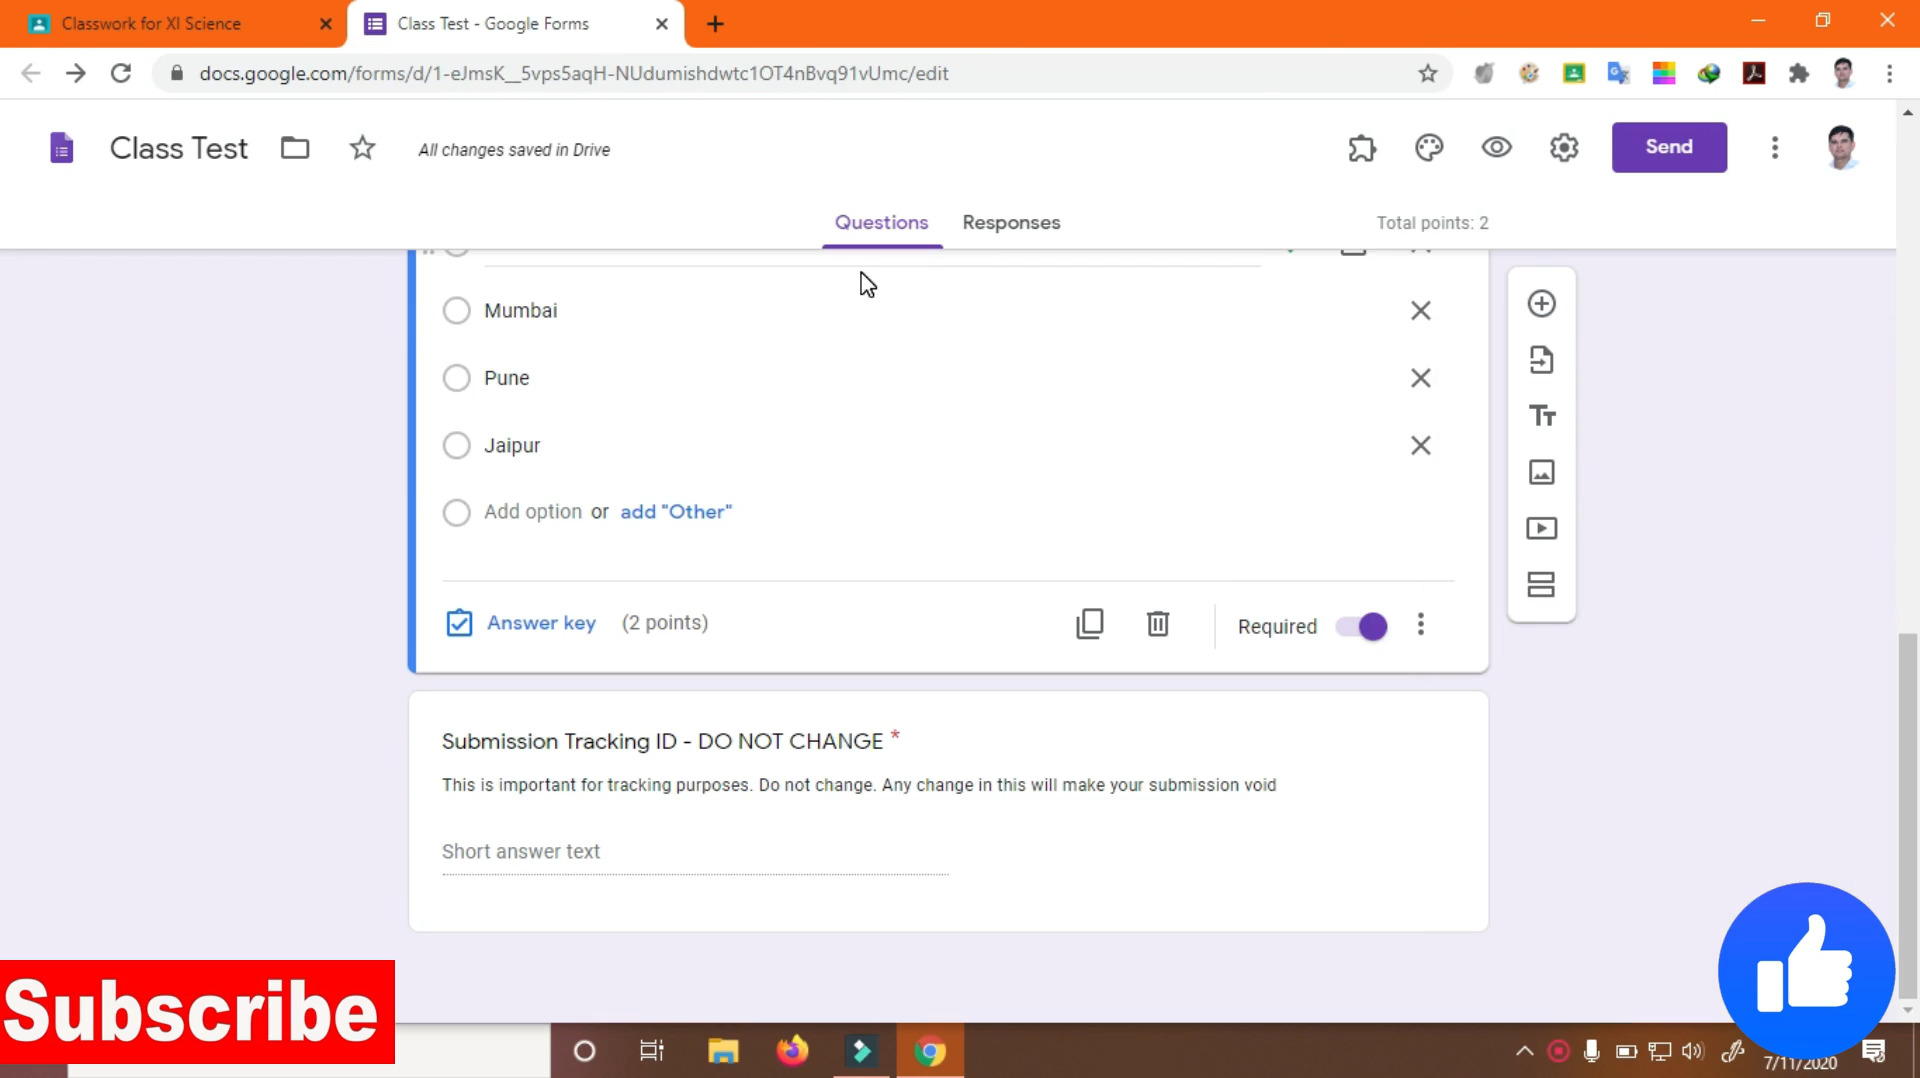 Classwork for XI Science
Class Test - Google Forms
docs.google.com/forms/d/1-eJmsK__5vps5aqH-NUdumishdwtc1OT4nBvq91vUmc/edit
Class Test
All changes saved in Drive
Send
Questions
Responses
Total points: 2
Mumbai
Pune
Jaipur
Add option or add "Other"
Answer key (2 points)
Required
Submission Tracking ID - DO NOT CHANGE *
This is important for tracking purposes. Do not change. Any change in this will make your submission void
Short answer text
Subscribe
7/11/2020